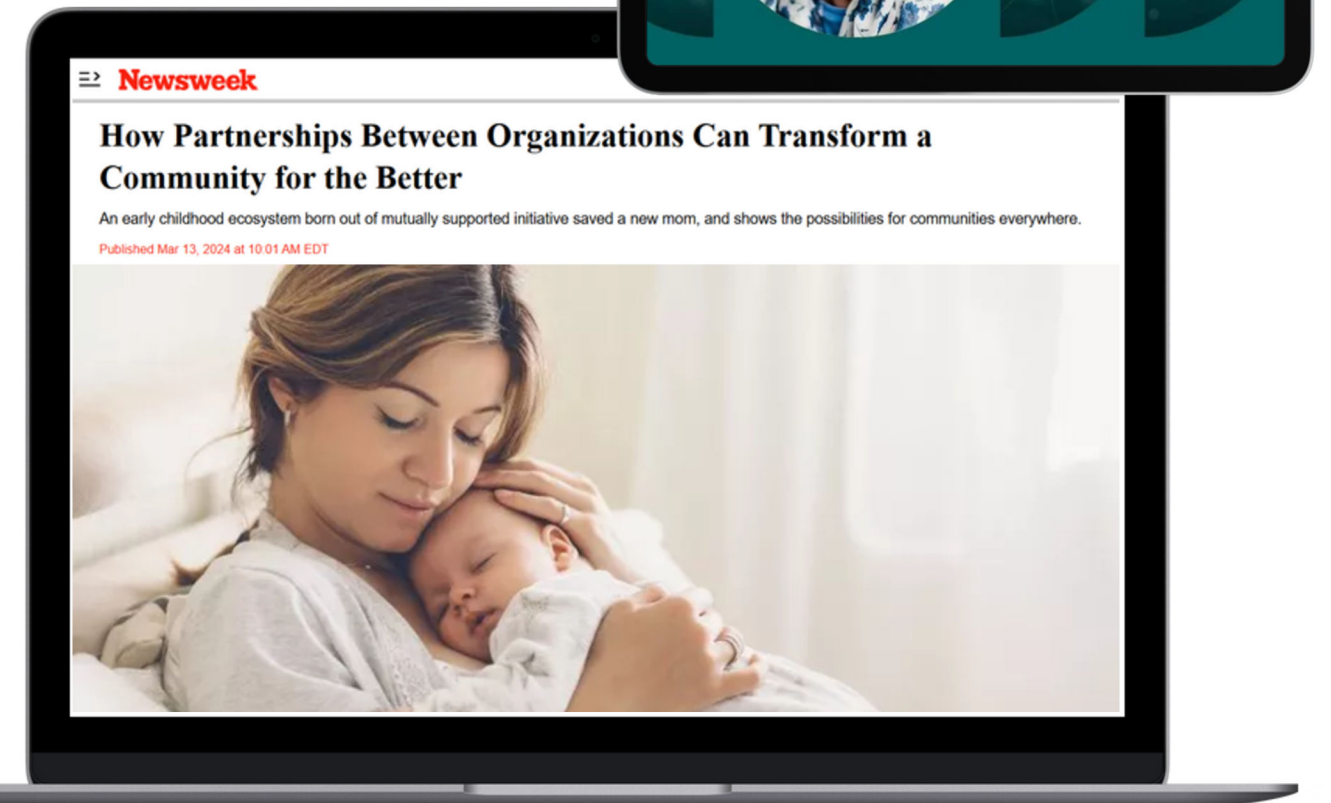 Newsweek
How Partnerships Between Organizations Can Transform a
Community for the Better
An early childhood ecosystem born out of mutually supported initiative saved a new mom, and shows the possibilities for communities everywhere.
Published Mar 13, 2024 at 10:01 AM EDT